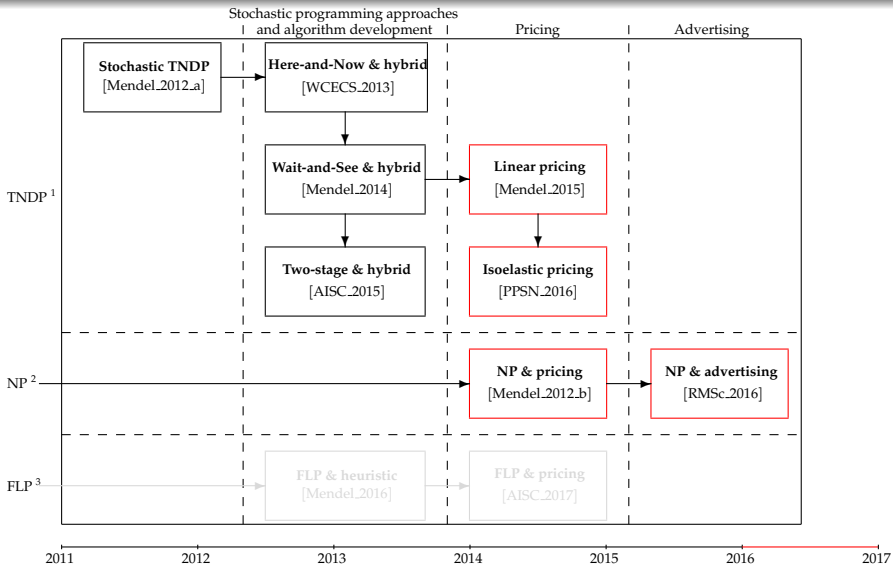 Stochastic programming approaches
and algorithm development
Pricing
Advertising
TNDP 1
Stochastic TNDP
[Mendel_2012_a]
Here-and-Now & hybrid
[WCECS_2013]
Wait-and-See & hybrid
[Mendel_2014]
Linear pricing
[Mendel_2015]
Two-stage & hybrid
[AISC_2015]
Isoelastic pricing
[PPSN_2016]
NP 2
NP & pricing
[Mendel_2012_b]
NP & advertising
[RMSc_2016]
FLP 3
FLP & heuristic
[Mendel_2016]
FLP & pricing
[AISC_2017]
2011 2012 2013 2014 2015 2016 2017